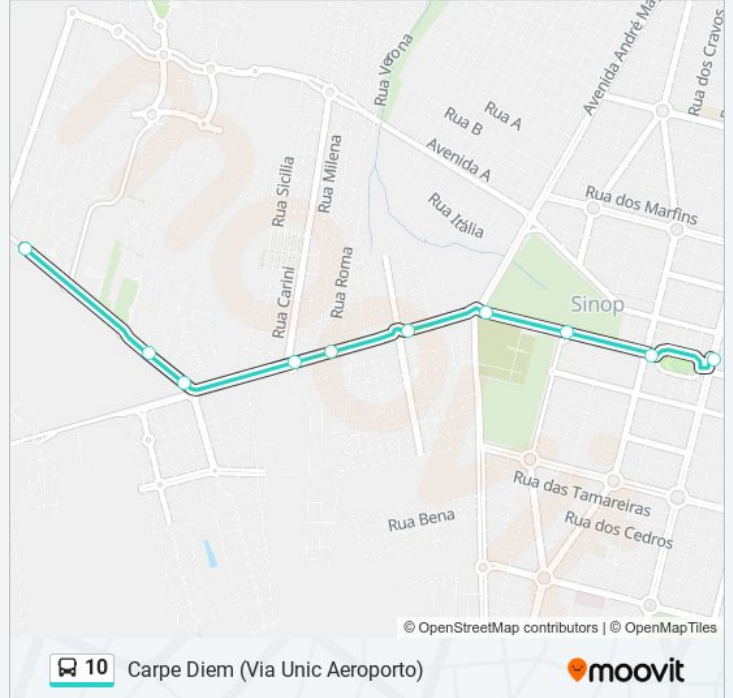 Rua Verona
Avenida André Ma
Rua dos Cravos
Rua A
Rua B
Avenida A
Rua Milena
Rua Sicilia
Rua dos Marfins
Rua Itália
Rua Roma
Rua Carini
Sinop
moovit
Rua das Tamareiras
Rua Bena
Rua dos Cedros
© OpenStreetMap contributors | © OpenMapTiles
10 Carpe Diem (Via Unic Aeroporto)
moovit